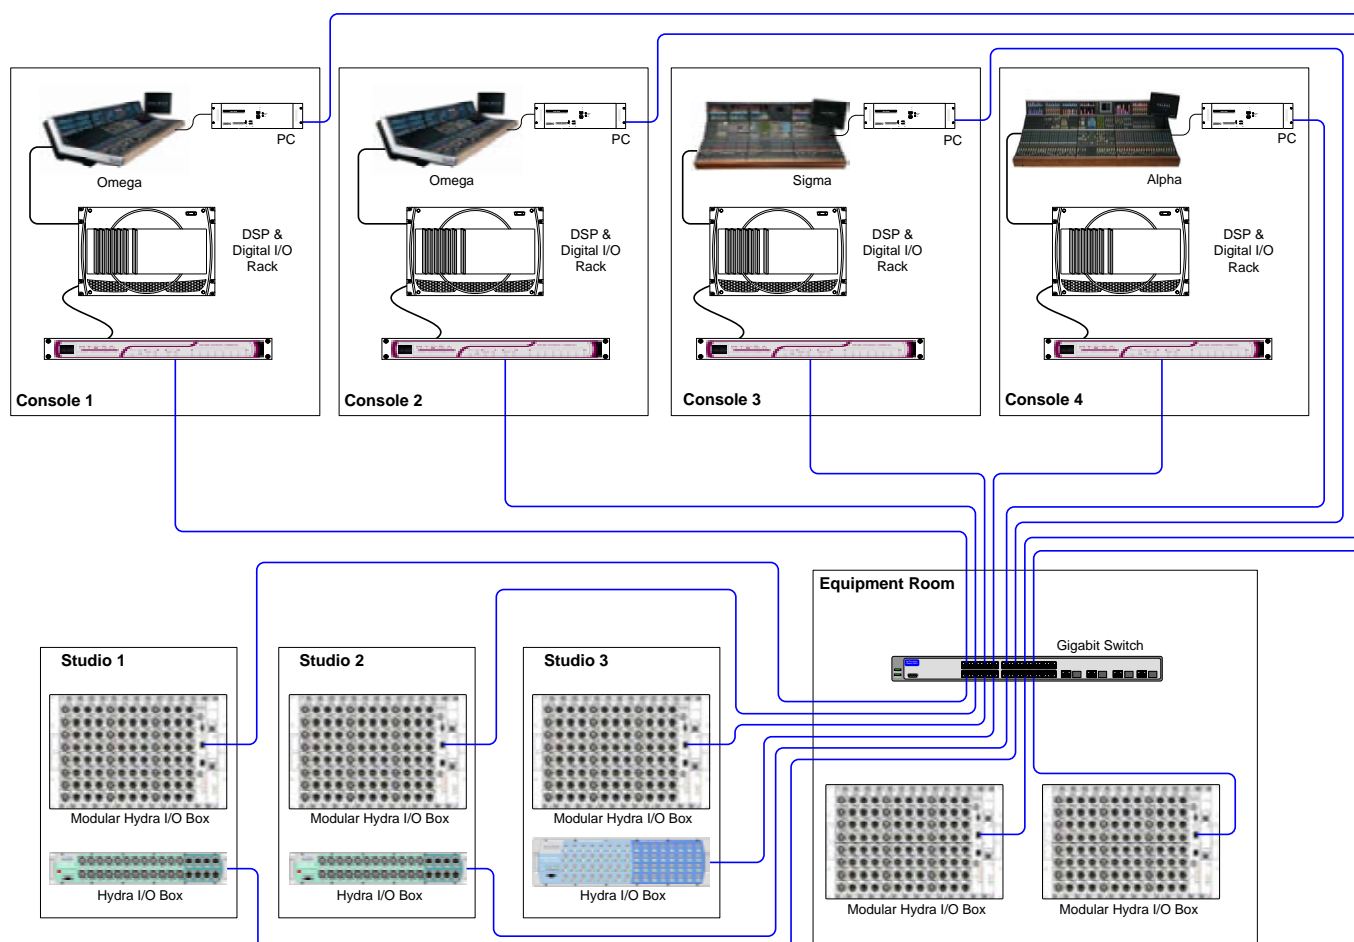 PC
Omega
DSP &
Digital I/O
Rack
Console 1
PC
Omega
DSP &
Digital I/O
Rack
Console 2
PC
Sigma
DSP &
Digital I/O
Rack
Console 3
PC
Alpha
DSP &
Digital I/O
Rack
Console 4
Equipment Room
Gigabit Switch
Modular Hydra I/O Box
Modular Hydra I/O Box
Studio 1
Modular Hydra I/O Box
Hydra I/O Box
Studio 2
Modular Hydra I/O Box
Hydra I/O Box
Studio 3
Modular Hydra I/O Box
Hydra I/O Box